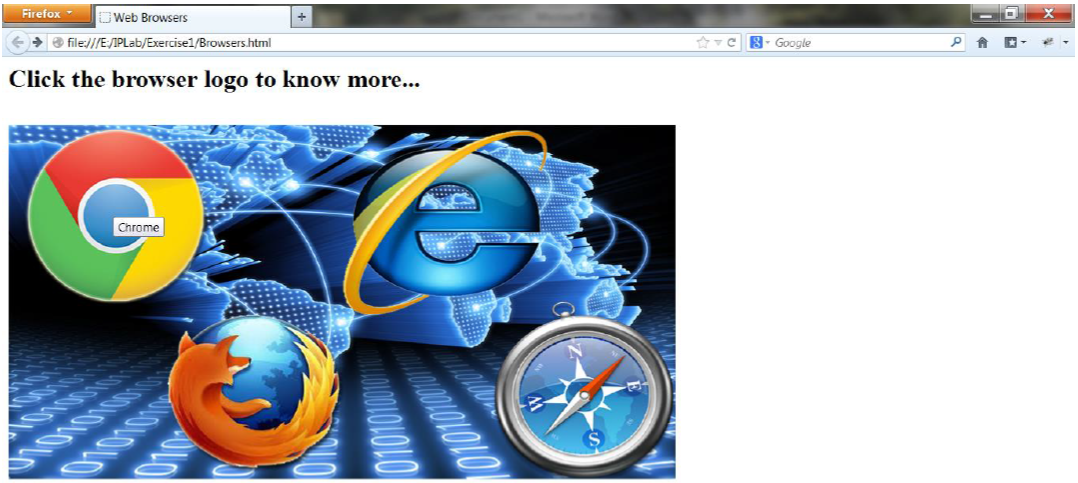 Firefox
Web Browsers
file:///E:/IPLab/Exercise1/Browsers.html
Google
Click the browser logo to know more...
Chrome
N
E
W
S